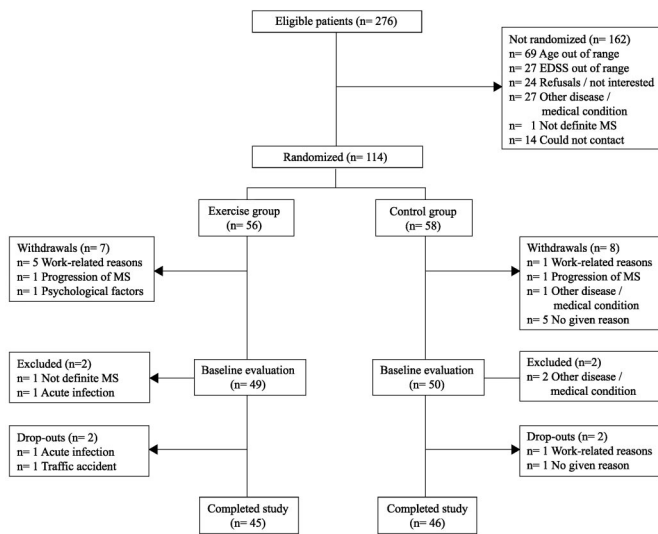 Eligible patients (n= 276)
Not randomized (n= 162)
n= 69 Age out of range
n= 27 EDSS out of range
n= 24 Refusals / not interested
n= 27 Other disease /
medical condition
n= 1 Not definite MS
n= 14 Could not contact
Randomized (n= 114)
Exercise group
(n= 56)
Control group
(n= 58)
Withdrawals (n= 7)
n= 5 Work-related reasons
n= 1 Progression of MS
n= 1 Psychological factors
Withdrawals (n= 8)
n= 1 Work-related reasons
n= 1 Progression of MS
n= 1 Other disease /
medical condition
n= 5 No given reason
Excluded (n=2)
n= 1 Not definite MS
n= 1 Acute infection
Baseline evaluation
(n= 49)
Baseline evaluation
(n= 50)
Excluded (n=2)
n= 2 Other disease /
medical condition
Drop-outs (n= 2)
n= 1 Acute infection
n= 1 Traffic accident
Drop-outs (n= 2)
n= 1 Work-related reasons
n= 1 No given reason
Completed study
(n= 45)
Completed study
(n= 46)